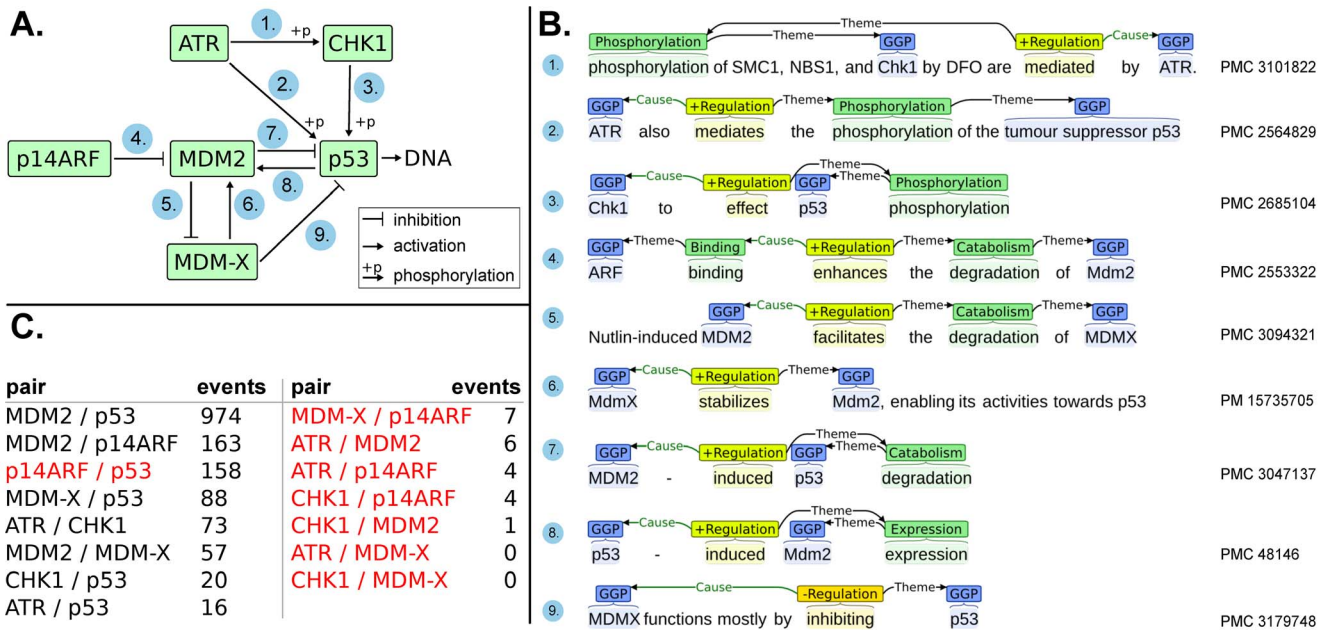 A.
1.
ATR
+p
CHK1
2.
3.
+p
+p
4.
7.
p14ARF
MDM2
p53
DNA
8.
5.
6.
9.
MDM-X
inhibition
activation
+p
phosphorylation
B.
Theme
Theme
Cause
Phosphorylation
GGP
+Regulation
GGP
1.
phosphorylation of SMC1, NBS1, and Chk1 by DFO are mediated by ATR.
PMC 3101822
Cause
Theme
Theme
GGP
+Regulation
Phosphorylation
GGP
2.
ATR also mediates the phosphorylation of the tumour suppressor p53
PMC 2564829
Theme
Cause
Theme
GGP
+Regulation
GGP
Phosphorylation
3.
Chk1 to effect p53 phosphorylation
PMC 2685104
Theme
Cause
Theme
Theme
GGP
Binding
+Regulation
Catabolism
GGP
4.
ARF binding enhances the degradation of Mdm2
PMC 2553322
Cause
Theme
Theme
GGP
+Regulation
Catabolism
GGP
5.
Nutlin-induced MDM2 facilitates the degradation of MDMX
PMC 3094321
Cause
Theme
GGP
+Regulation
GGP
6.
MdmX stabilizes Mdm2, enabling its activities towards p53
PM 15735705
Theme
Cause
Theme
GGP
+Regulation
GGP
Catabolism
7.
MDM2 - induced p53 degradation
PMC 3047137
Theme
Cause
Theme
GGP
+Regulation
GGP
Expression
8.
p53 - induced Mdm2 expression
PMC 48146
Cause
Theme
GGP
-Regulation
GGP
9.
MDMX functions mostly by inhibiting p53
PMC 3179748
C.
pair events pair events
MDM2 / p53 974 MDM-X / p14ARF 7
MDM2 / p14ARF 163 ATR / MDM2 6
p14ARF / p53 158 ATR / p14ARF 4
MDM-X / p53 88 CHK1 / p14ARF 4
ATR / CHK1 73 CHK1 / MDM2 1
MDM2 / MDM-X 57 ATR / MDM-X 0
CHK1 / p53 20 CHK1 / MDM-X 0
ATR / p53 16